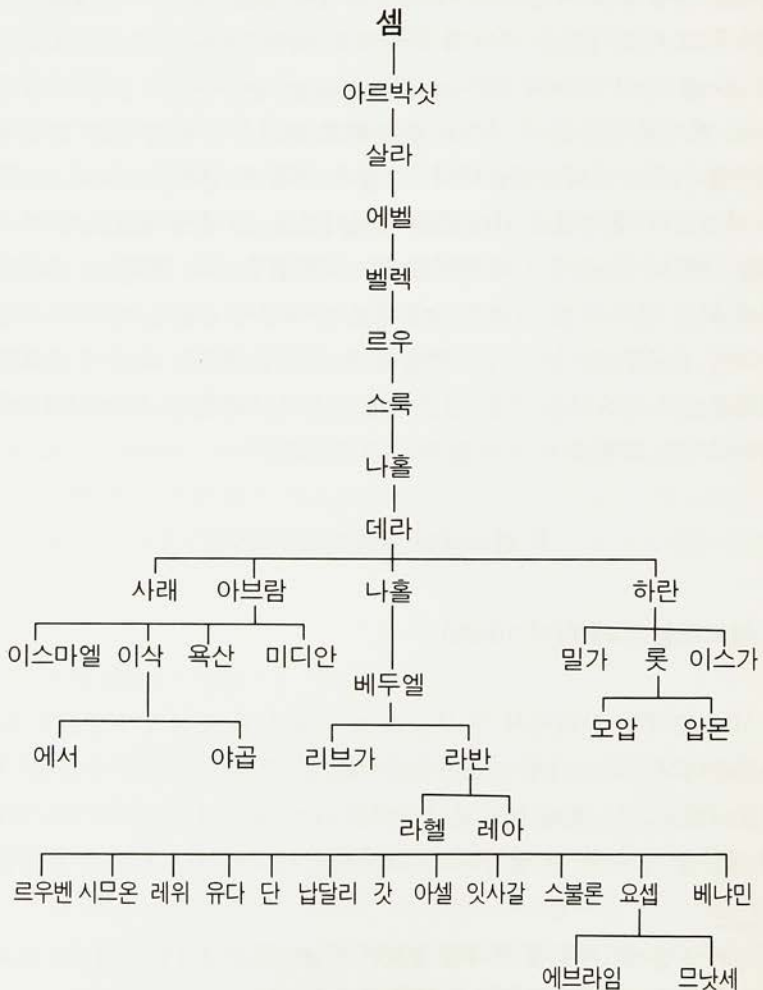 셈
아르박삿
살라
에벨
벨렉
르우
스룩
나홀
데라
사래 아브람 나홀 하란
이스마엘 이삭 욕산 미디안 밀가 롯 이스가
베두엘
모압 압몬
에서 야곱 리브가 라반
라헬 레아
르우벤 시므온 레위 유다 단 납달리 갓 아셀 잇사갈 스불론 요셉 베냐민
에브라임 므낫세